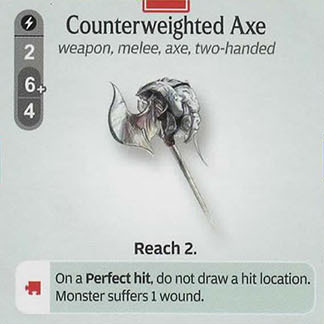 Counterweighted Axe
weapon, melee, axe, two-handed
2
6+
4
Reach 2.
On a Perfect hit, do not draw a hit location.
Monster suffers 1 wound.